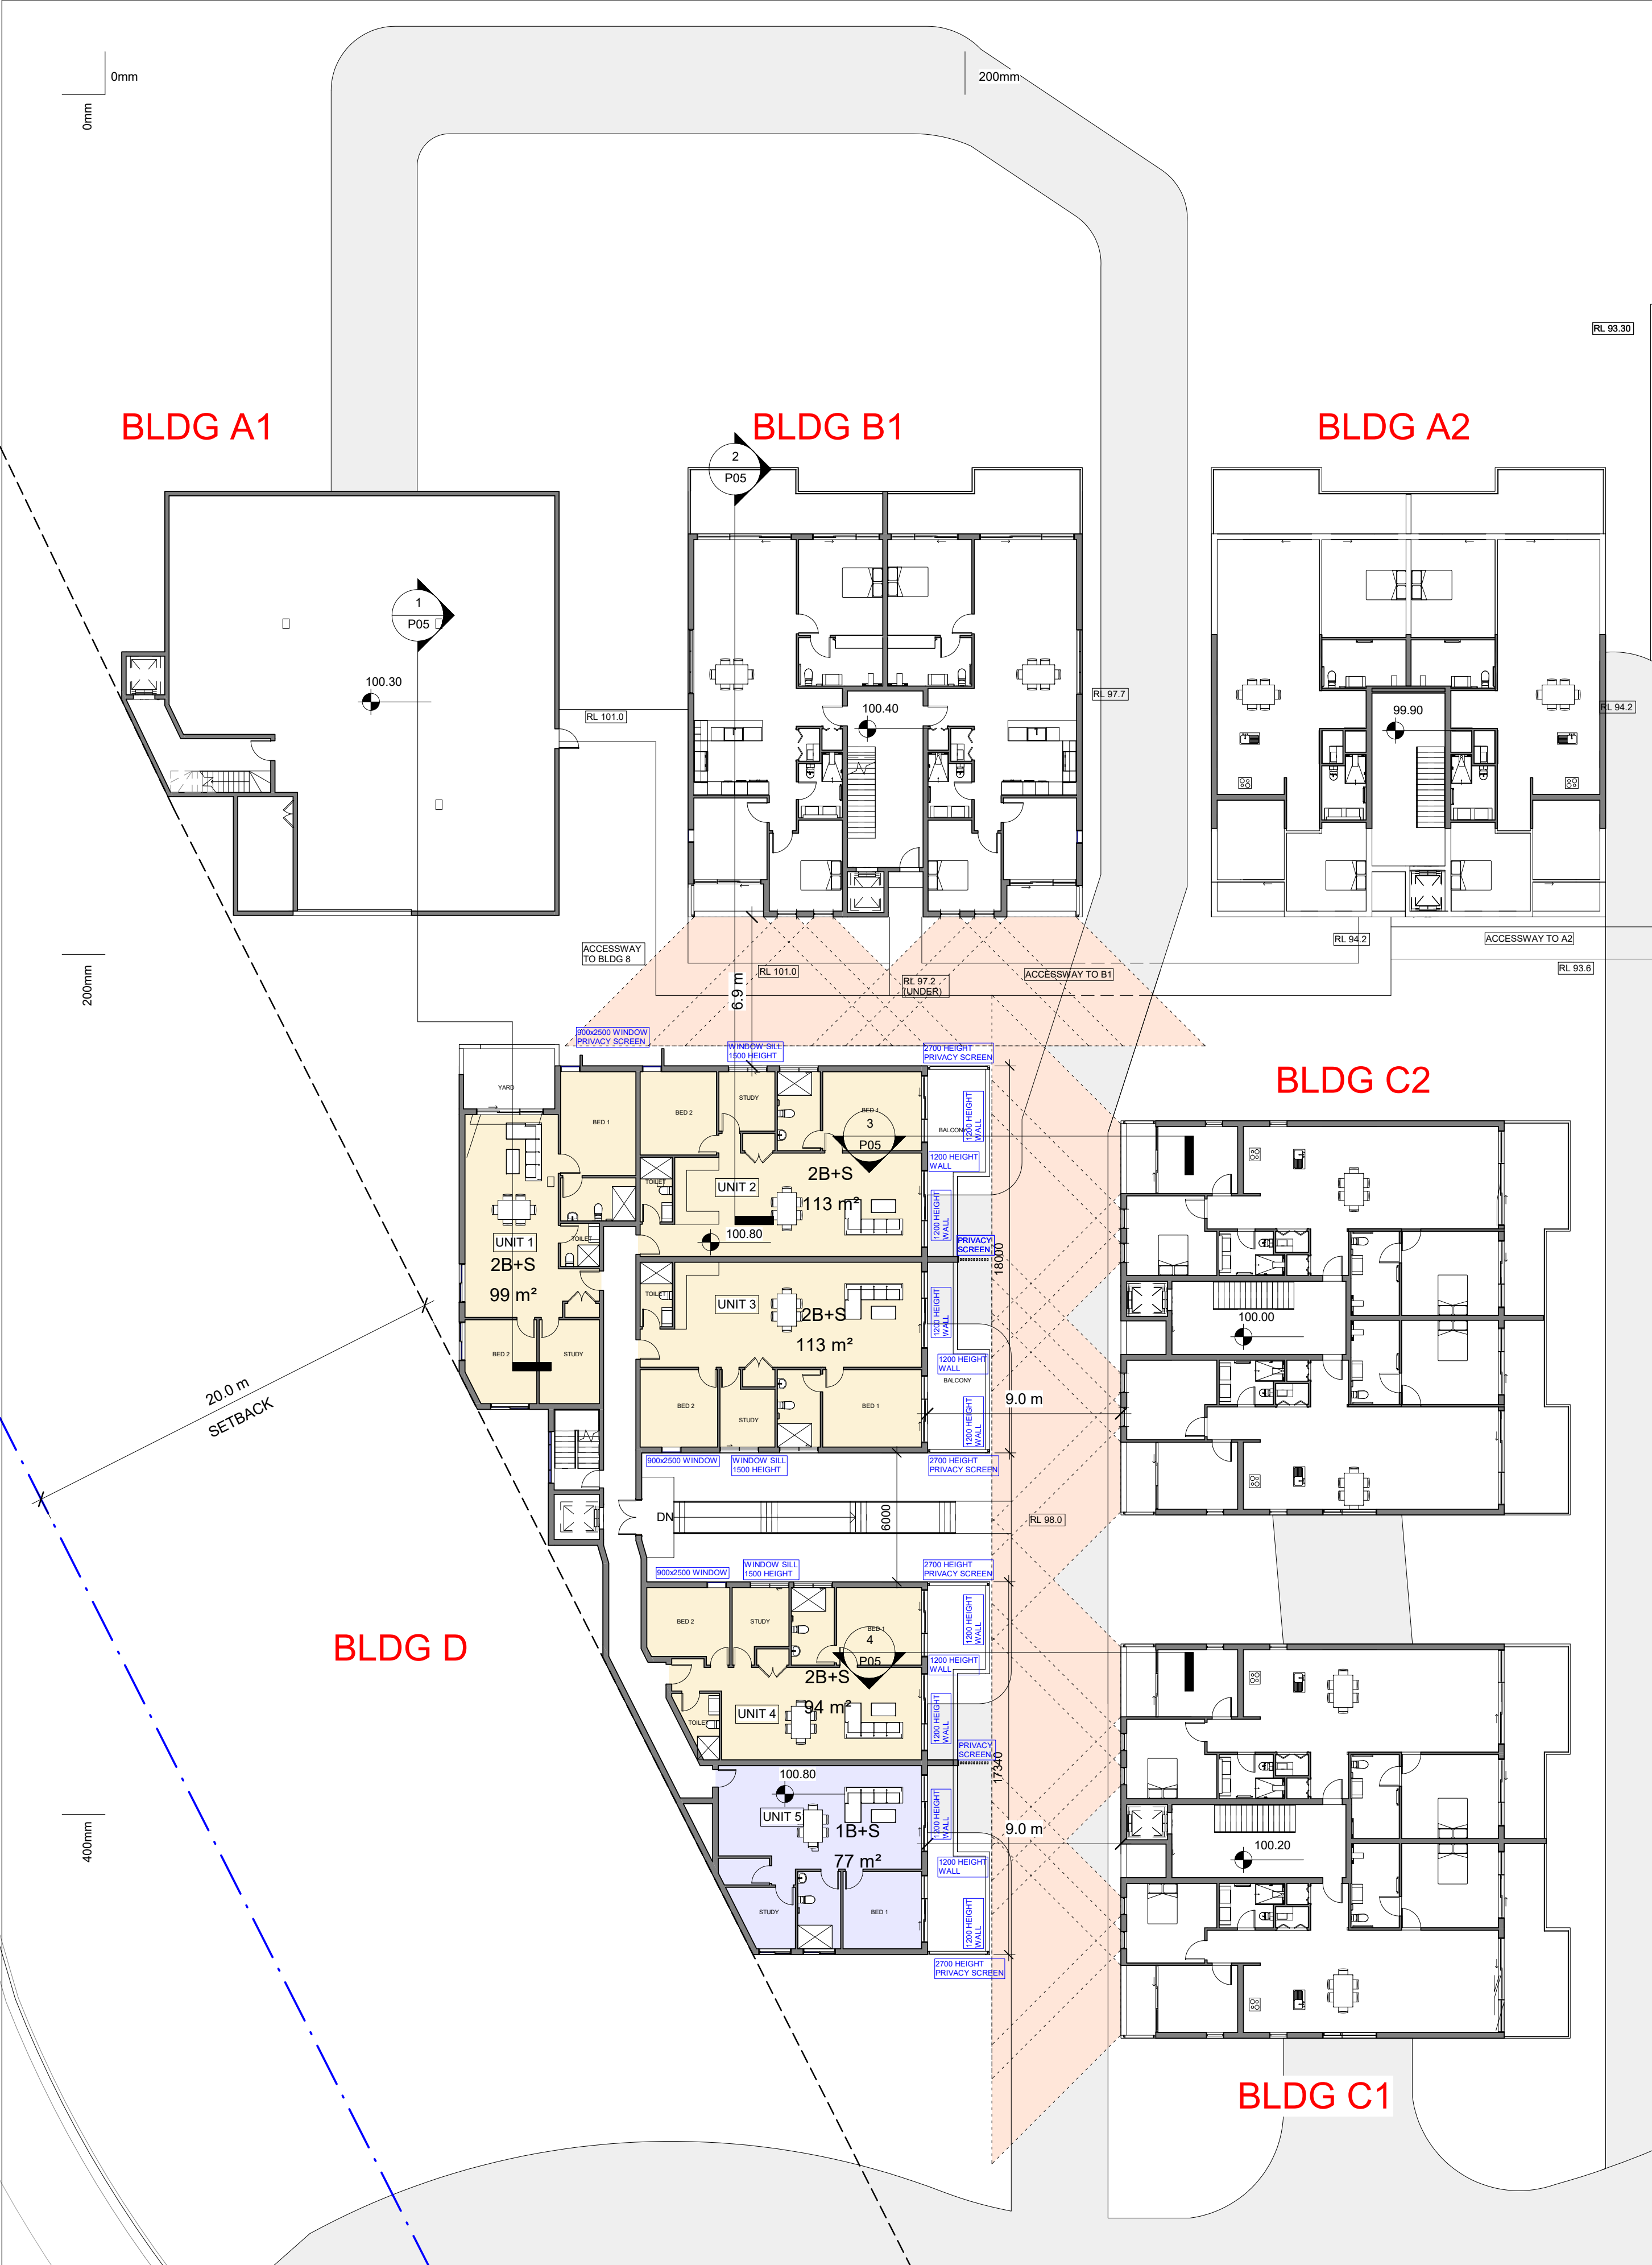 0mm
200mm
0mm
RL 93.30
BLDG A1
BLDG B1
BLDG A2
2
P05
1
P05
100.30
RL 101.0
100.40
RL 97.7
99.90
RL 94.2
ACCESSWAY
TO BLDG 8
RL 101.0
RL 97.2
(UNDER)
ACCESSWAY TO B1
RL 94.2
ACCESSWAY TO A2
RL 93.6
200mm
6.9 m
900x2500 WINDOW
PRIVACY SCREEN
WINDOW SILL
1500 HEIGHT
2700 HEIGHT
PRIVACY SCREEN
BLDG C2
YARD
BED 1
BED 2
STUDY
BED 1
3
P05
BALCONY
1200 HEIGHT
WALL
1200 HEIGHT
WALL
TOILET
UNIT 2
2B+S
113 m²
1200 HEIGHT
WALL
100.80
PRIVACY
SCREEN
18000
UNIT 1
TOILET
2B+S
99 m²
TOILET
UNIT 3
2B+S
113 m²
1200 HEIGHT
WALL
1200 HEIGHT
WALL
BALCONY
100.00
BED 2
STUDY
BED 2
STUDY
BED 1
1200 HEIGHT
WALL
9.0 m
20.0 m
SETBACK
900x2500 WINDOW
WINDOW SILL
1500 HEIGHT
2700 HEIGHT
PRIVACY SCREEN
DN
6000
RL 98.0
900x2500 WINDOW
WINDOW SILL
1500 HEIGHT
2700 HEIGHT
PRIVACY SCREEN
BLDG D
BED 2
STUDY
BED 1
4
P05
1200 HEIGHT
WALL
1200 HEIGHT
WALL
2B+S
94 m²
UNIT 4
TOILET
1200 HEIGHT
WALL
PRIVACY
SCREEN
17340
100.80
UNIT 5
1B+S
77 m²
1200 HEIGHT
WALL
1200 HEIGHT
WALL
9.0 m
100.20
400mm
STUDY
BED 1
1200 HEIGHT
WALL
2700 HEIGHT
PRIVACY SCREEN
BLDG C1